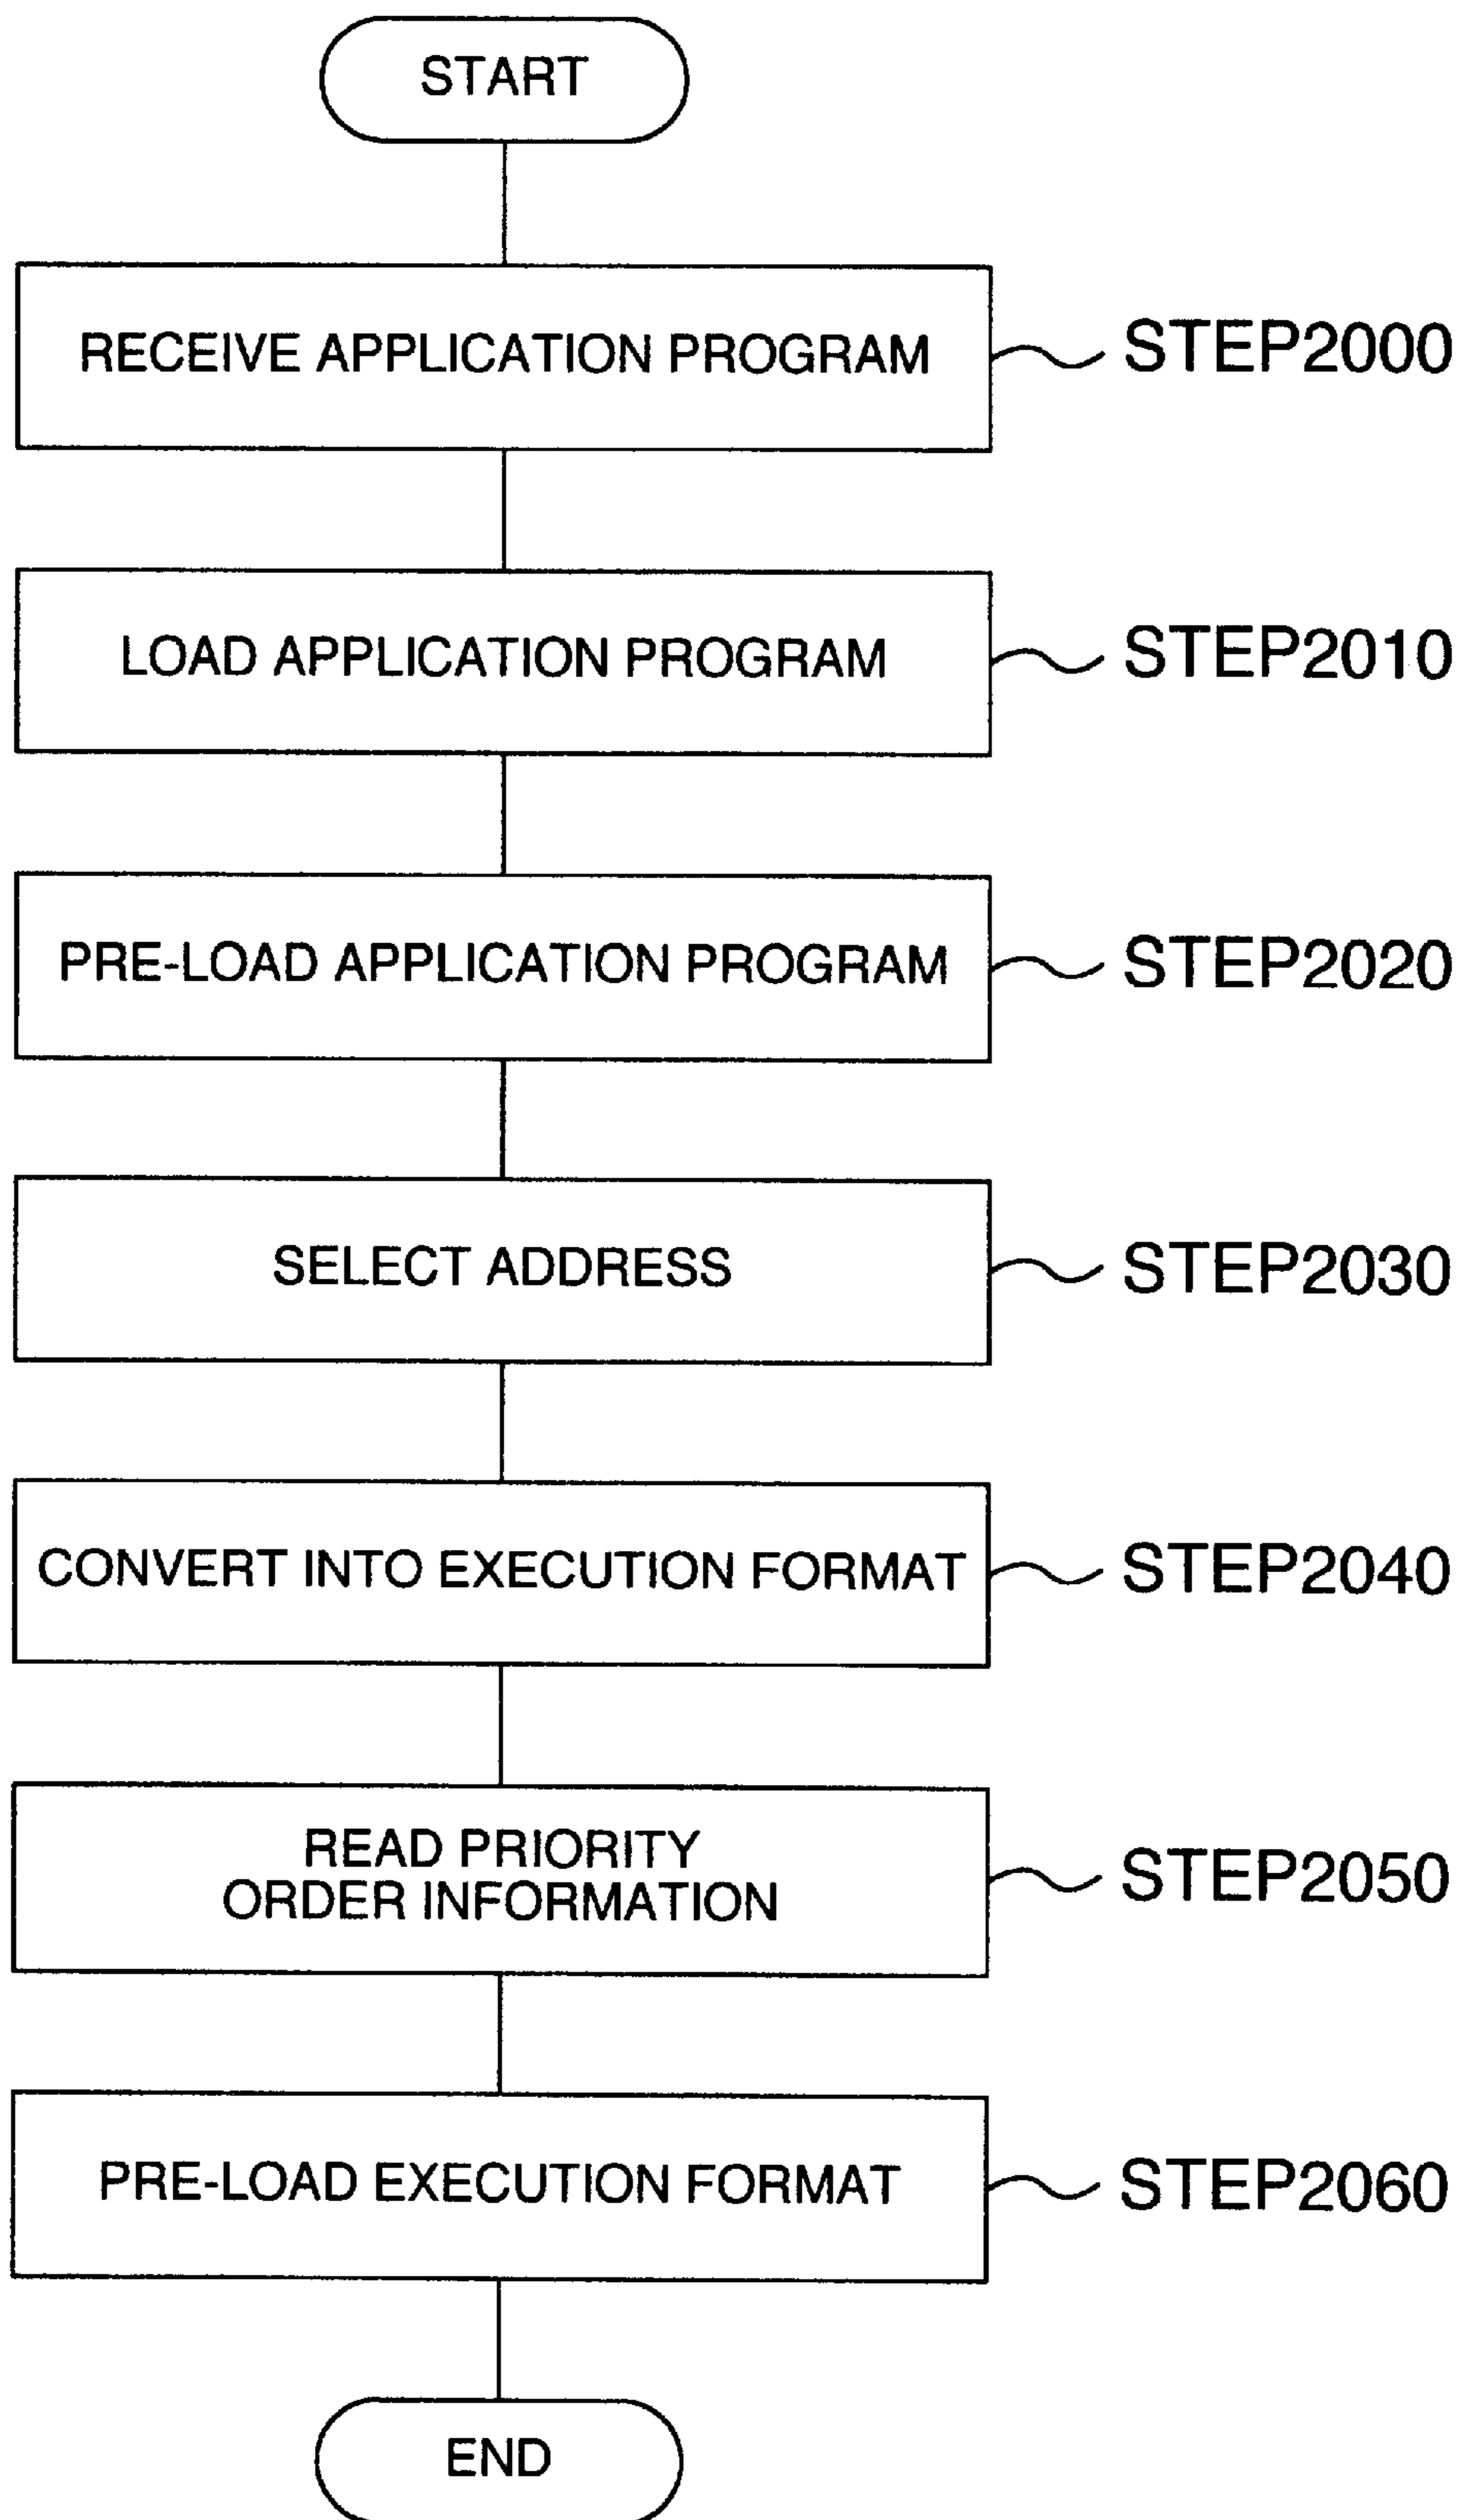 START
RECEIVE APPLICATION PROGRAM
STEP2000
LOAD APPLICATION PROGRAM
STEP2010
PRE-LOAD APPLICATION PROGRAM
STEP2020
SELECT ADDRESS
STEP2030
CONVERT INTO EXECUTION FORMAT
STEP2040
READ PRIORITY
ORDER INFORMATION
STEP2050
PRE-LOAD EXECUTION FORMAT
STEP2060
END